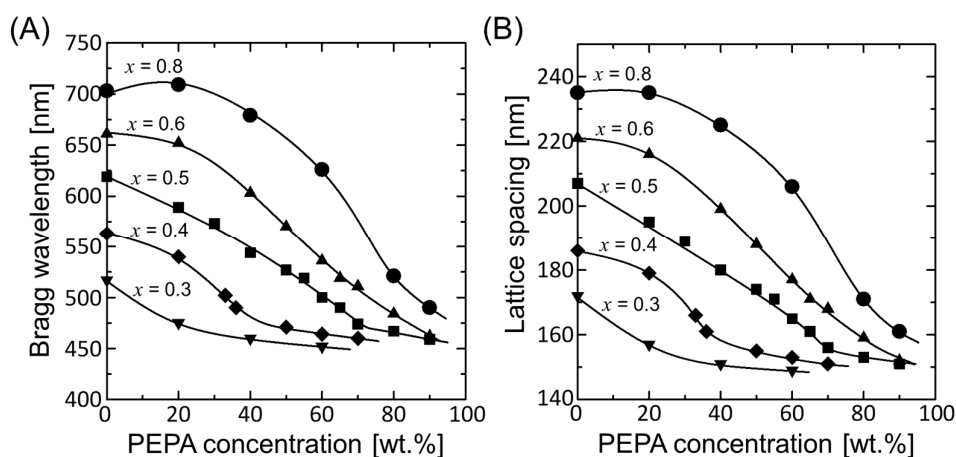 (A)
Bragg wavelength [nm]
750
700
650
600
550
500
450
400
x = 0.8
x = 0.6
x = 0.5
x = 0.4
x = 0.3
0 20 40 60 80 100
PEPA concentration [wt.%]
(B)
Lattice spacing [nm]
240
220
200
180
160
140
x = 0.8
x = 0.6
x = 0.5
x = 0.4
x = 0.3
0 20 40 60 80 100
PEPA concentration [wt.%]